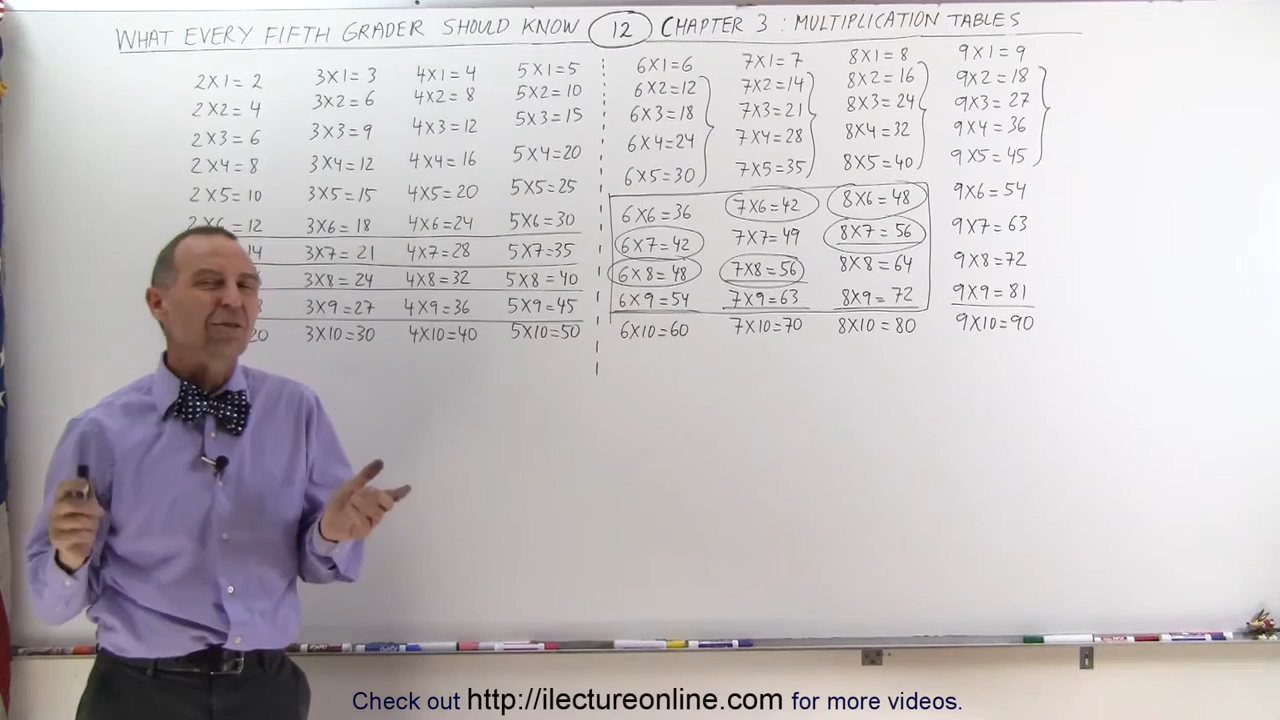 WHAT EVERY FIFTH GRADER SHOULD KNOW 12 CHAPTER 3 : MULTIPLICATION TABLES
2X1=2 3X1=3 4X1=4 5X1=5 6X1=6 7X1=7 8X1=8 9X1=9
2X2=4 3X2=6 4X2=8 5X2=10 6X2=12 7X2=14 8X2=16 9X2=18
2X3=6 3X3=9 4X3=12 5X3=15 6X3=18 7X3=21 8X3=24 9X3=27
2X4=8 3X4=12 4X4=16 5X4=20 6X4=24 7X4=28 8X4=32 9X4=36
2X5=10 3X5=15 4X5=20 5X5=25 6X5=30 7X5=35 8X5=40 9X5=45
2X6=12 3X6=18 4X6=24 5X6=30 6X6=36 7X6=42 8X6=48 9X6=54
14 3X7=21 4X7=28 5X7=35 6X7=42 7X7=49 8X7=56 9X7=63
3X8=24 4X8=32 5X8=40 6X8=48 7X8=56 8X8=64 9X8=72
3X9=27 4X9=36 5X9=45 6X9=54 7X9=63 8X9=72 9X9=81
20 3X10=30 4X10=40 5X10=50 6X10=60 7X10=70 8X10=80 9X10=90
Check out http://ilectureonline.com for more videos.